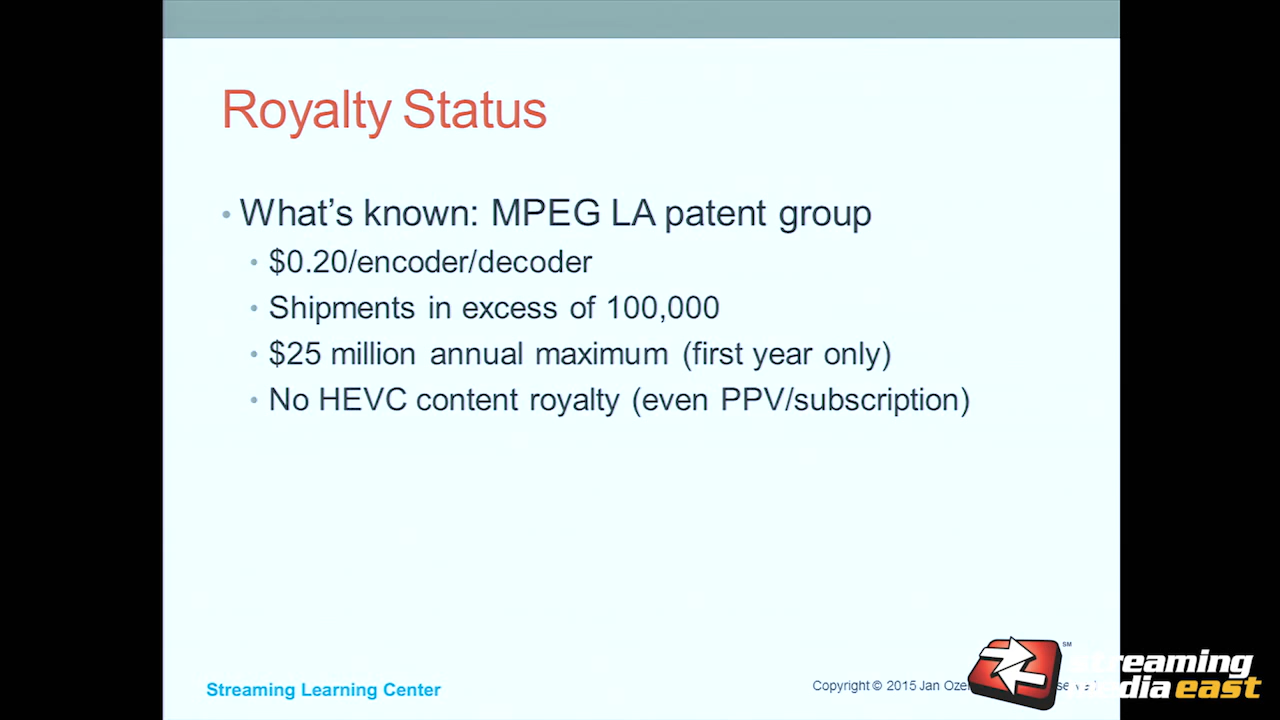 Royalty Status
• What's known: MPEG LA patent group
• $0.20/encoder/decoder
• Shipments in excess of 100,000
• $25 million annual maximum (first year only)
• No HEVC content royalty (even PPV/subscription)
SM
streaming
media east
Streaming Learning Center
Copyright © 2015 Jan